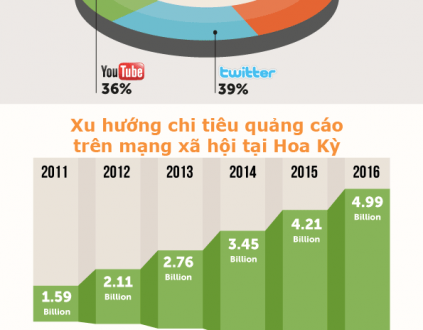 YouTube twitter
36% 39%
Xu hướng chi tiêu quảng cáo
trên mạng xã hội tại Hoa Kỳ
2011 2012 2013 2014 2015 2016
1.59 Billion
2.11 Billion
2.76 Billion
3.45 Billion
4.21 Billion
4.99 Billion